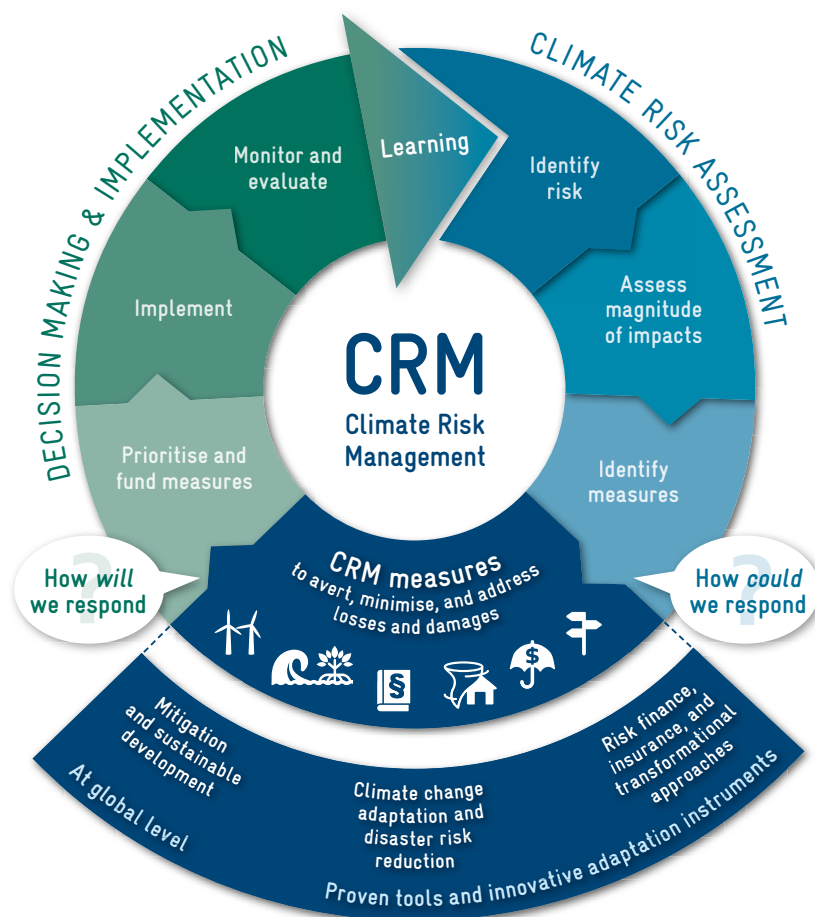 DECISION MAKING & IMPLEMENTATION
CLIMATE RISK ASSESSMENT
Learning
Identify
risk
Assess
magnitude
of impacts
Identify
measures
?
How could
we respond
CRM measures
to avert, minimise, and address
losses and damages
§
$
?
How will
we respond
Prioritise and
fund measures
Implement
Monitor and
evaluate
CRM
Climate Risk
Management
Mitigation
and sustainable
development
At global level
Climate change
adaptation and
disaster risk
reduction
Risk finance,
insurance, and
transformational
approaches
Proven tools and innovative adaptation instruments